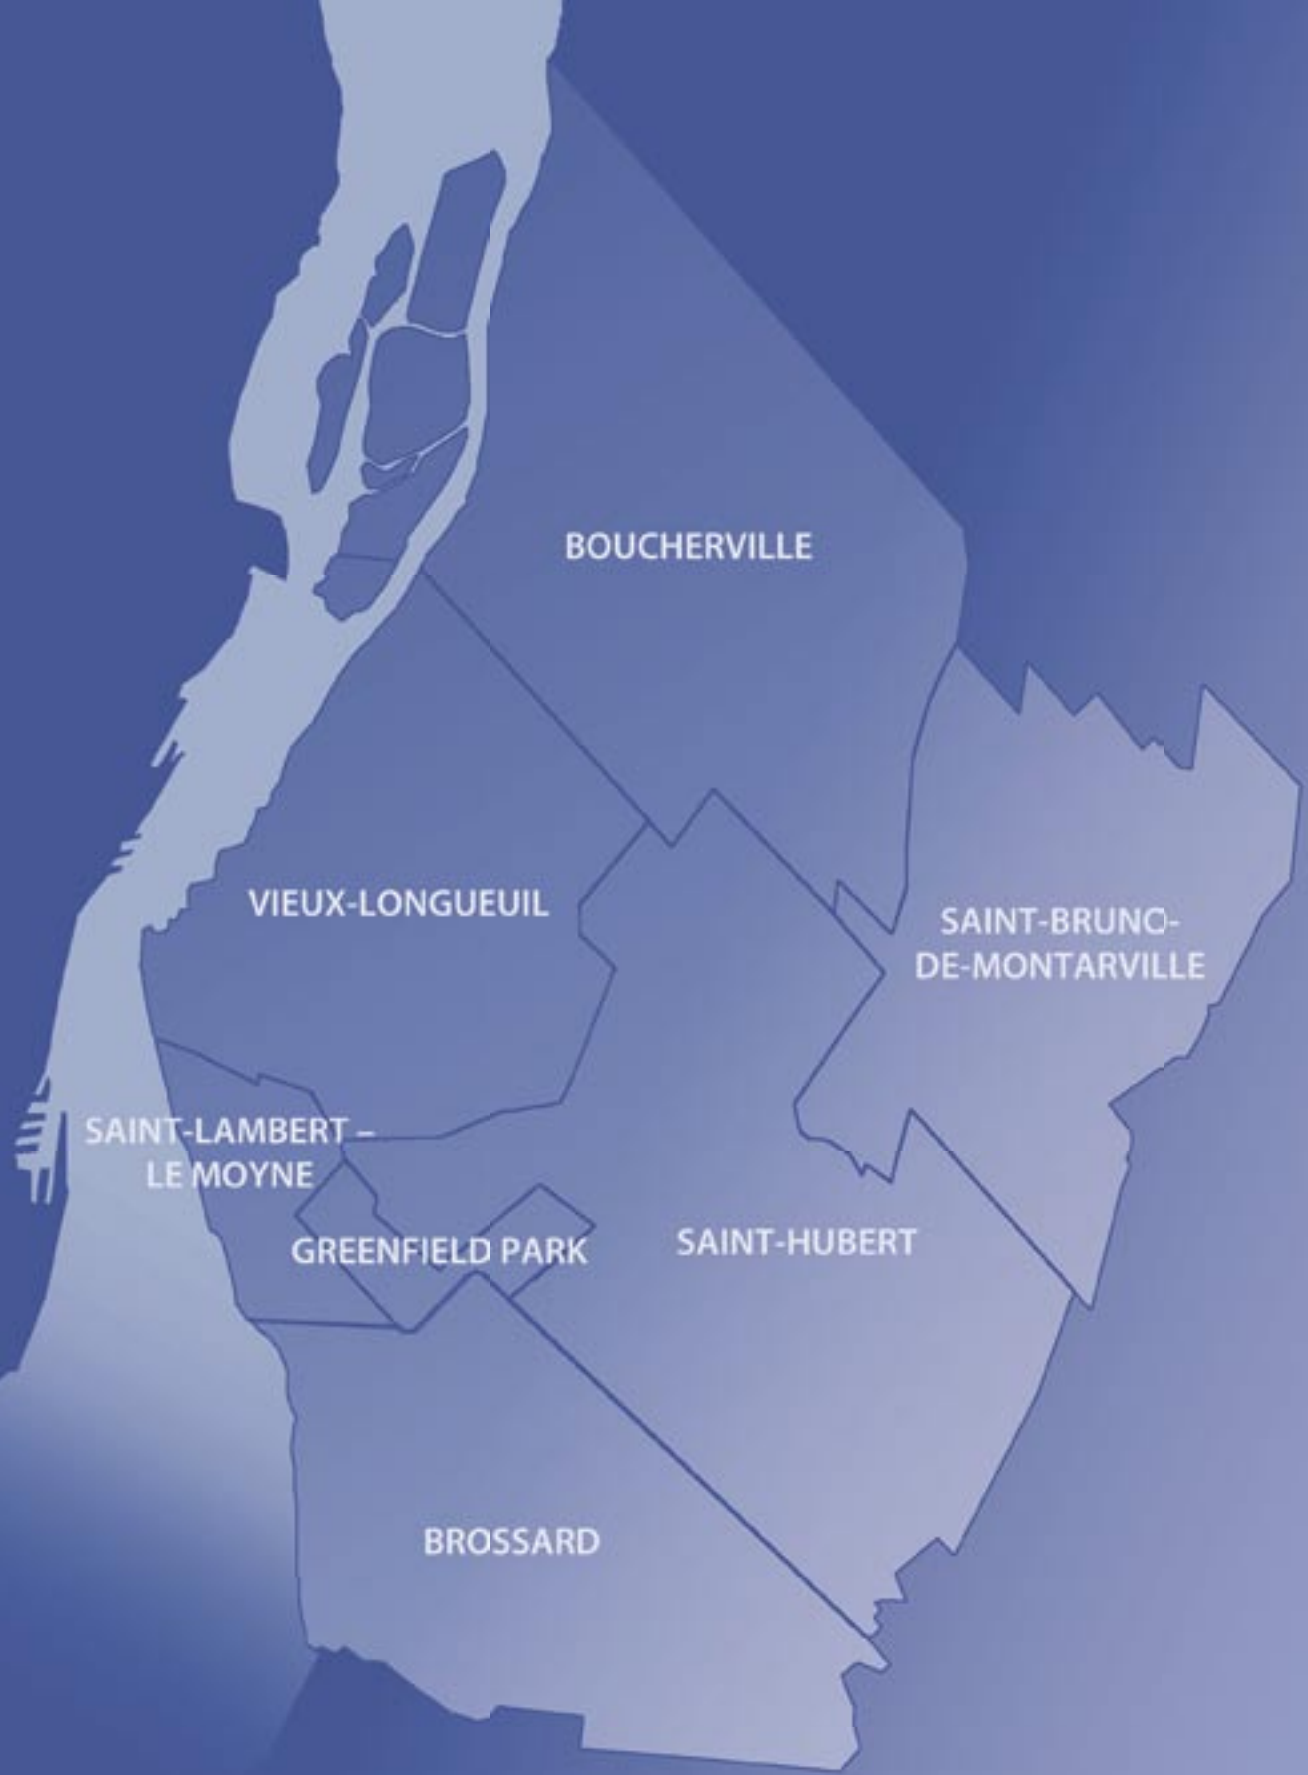 BOUCHERVILLE
VIEUX-LONGUEUIL
SAINT-BRUNO-
DE-MONTARVILLE
SAINT-LAMBERT –
LE MOYNE
GREENFIELD PARK
SAINT-HUBERT
BROSSARD